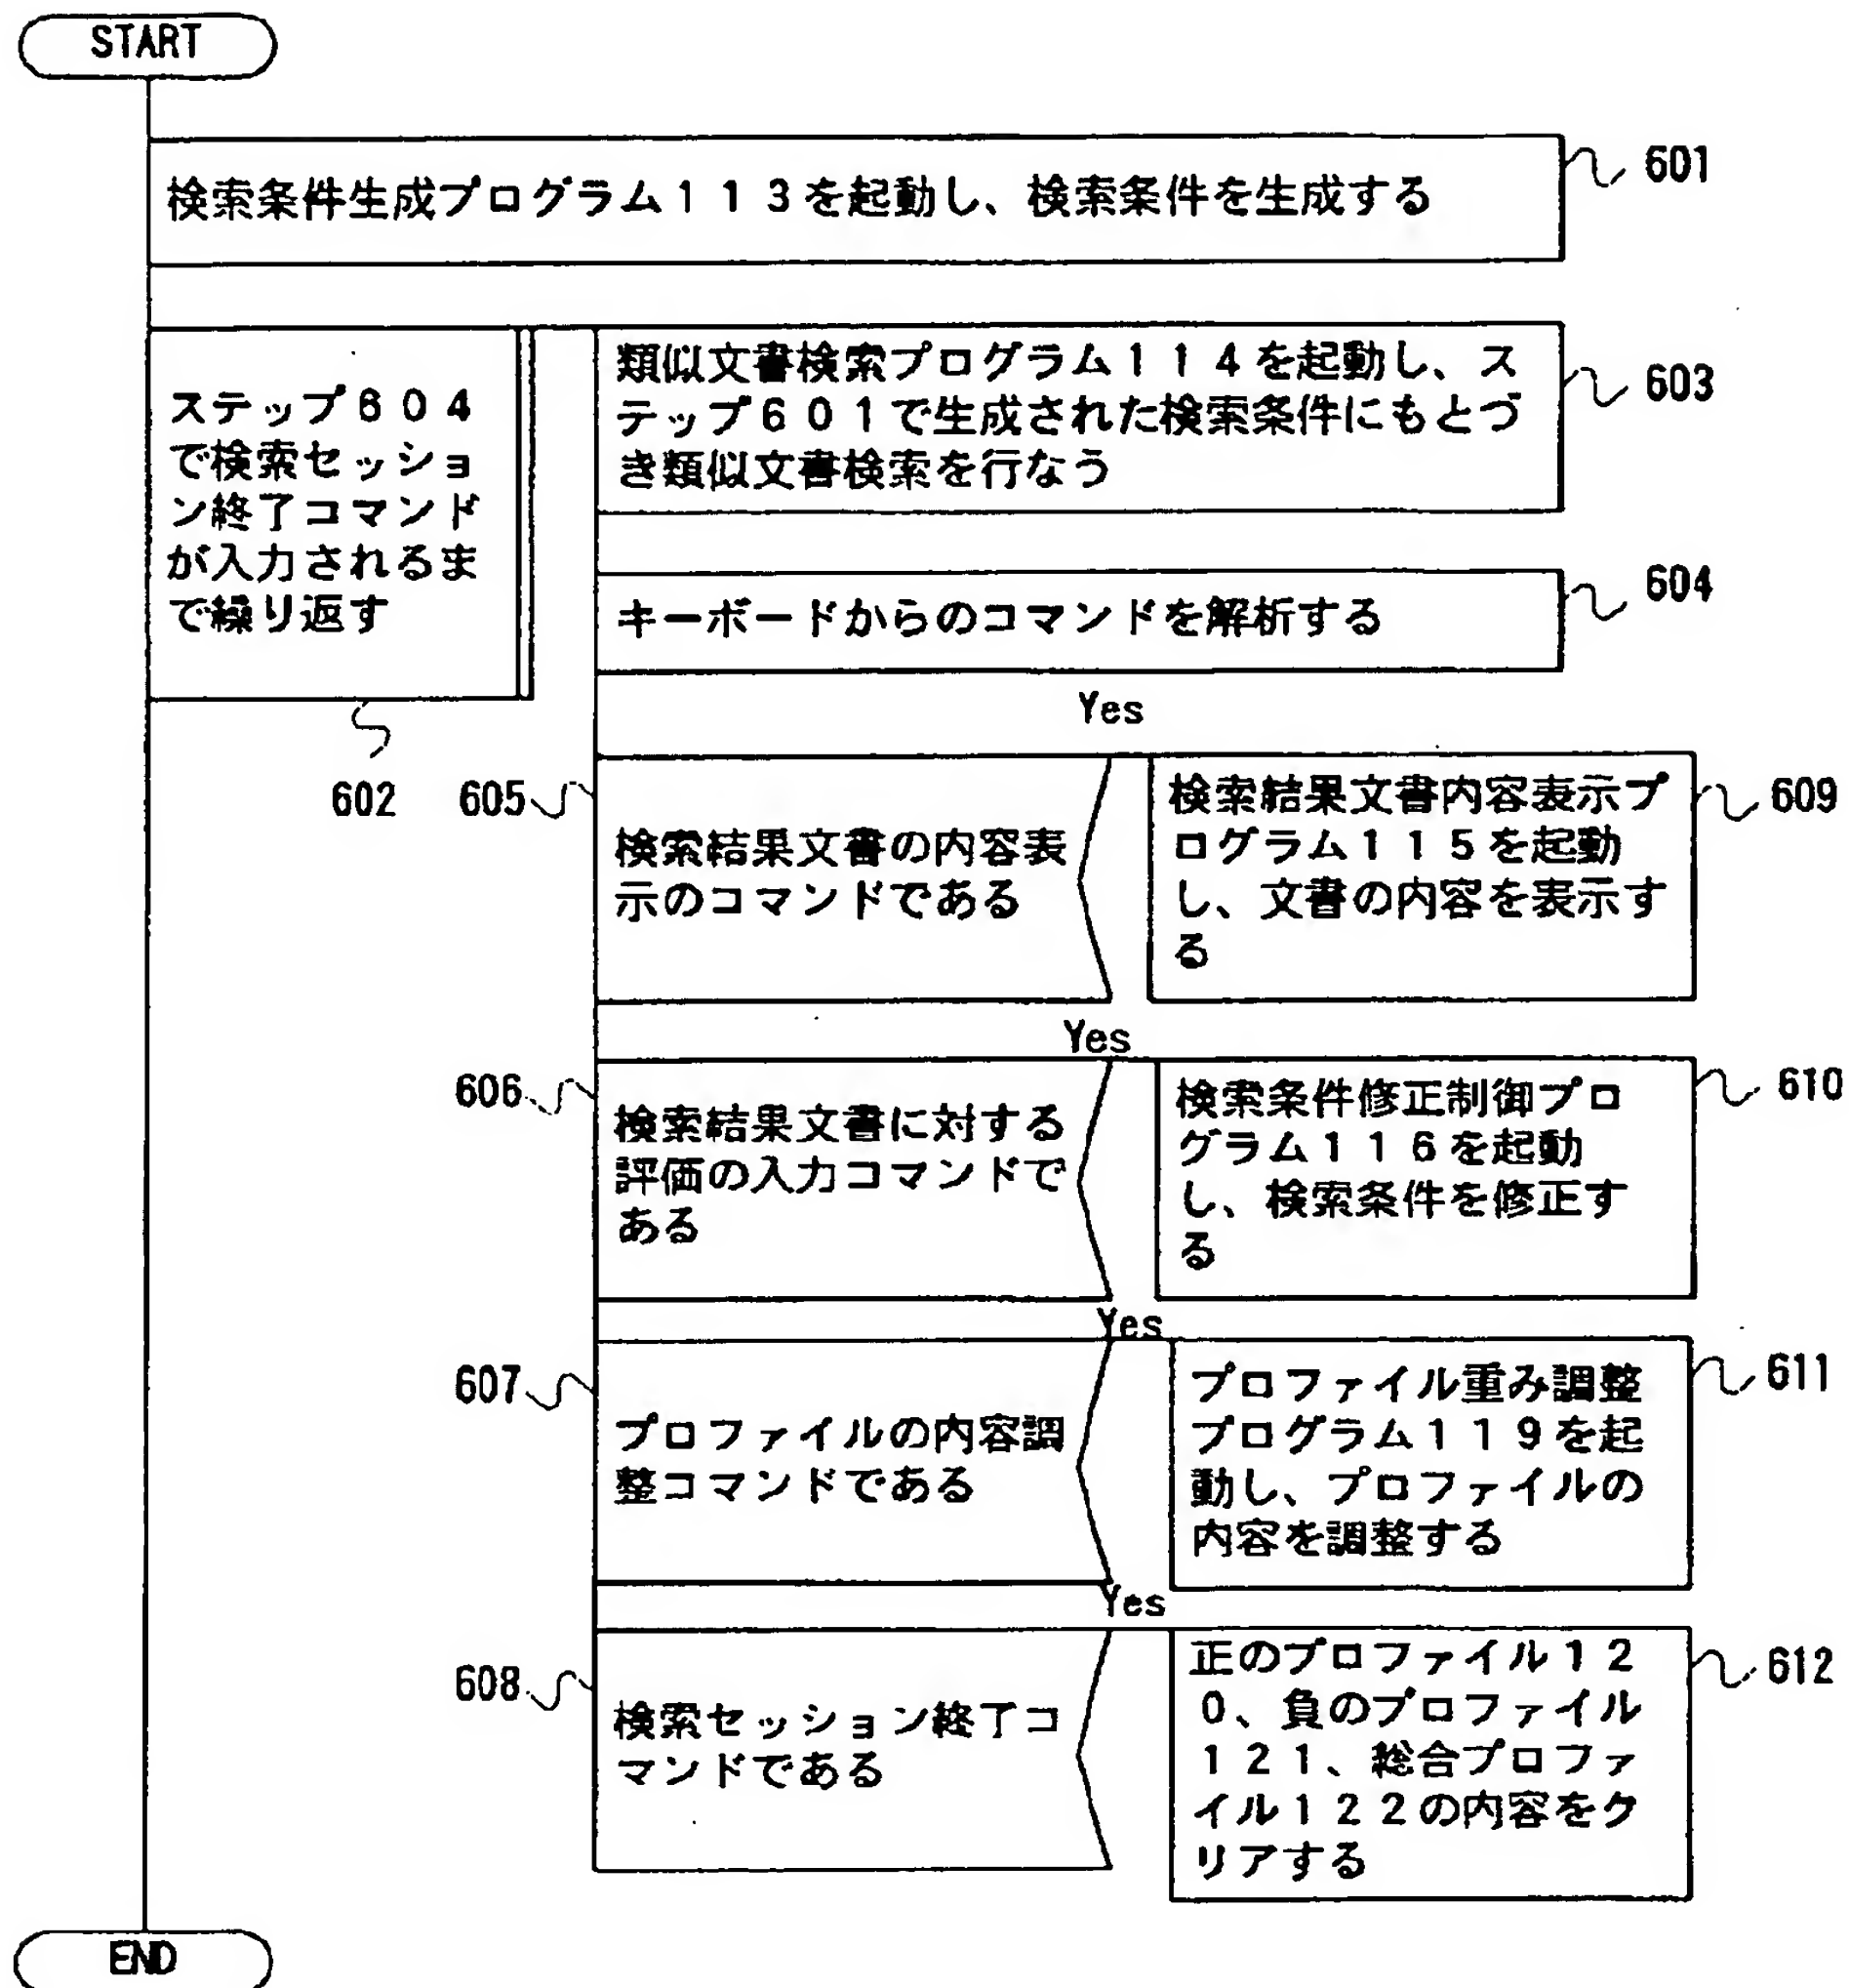 START
検索条件生成プログラム113を起動し、検索条件を生成する
601
ステップ604
で検索セッショ
ン終了コマンド
が入力されるま
で繰り返す
602
類似文書検索プログラム114を起動し、ス
テップ601で生成された検索条件にもとづ
き類似文書検索を行なう
603
キーボードからのコマンドを解析する
604
Yes
605
検索結果文書の内容表
示のコマンドである
検索結果文書内容表示プ
ログラム115を起動
し、文書の内容を表示す
る
609
Yes
606
検索結果文書に対する
評価の入力コマンドで
ある
検索条件修正制御プロ
グラム116を起動
し、検索条件を修正す
る
610
Yes
607
プロファイルの内容調
整コマンドである
プロファイル重み調整
プログラム119を起
動し、プロファイルの
内容を調整する
611
Yes
608
検索セッション終了コ
マンドである
正のプロファイル12
0、負のプロファイル
121、総合プロファ
イル122の内容をク
リアする
612
END